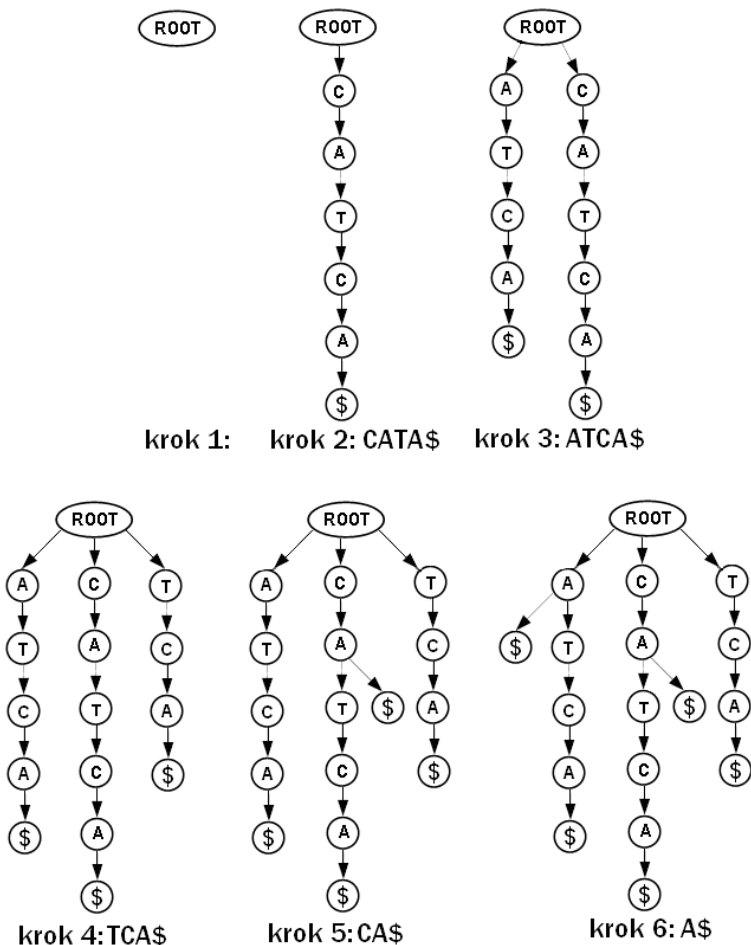 ROOT ROOT ROOT
C A C
A T A
T C T
C A C
A $ A
$ $
krok 1: krok 2: CATA$ krok 3: ATCA$
ROOT ROOT ROOT
A C T A C T A C T
T A C T A C $ T A C
C T A C T $ A C T $ A
A C $ A C $ A C $
$ A $ A $ A
$ $ $
krok 4: TCA$ krok 5: CA$ krok 6: A$